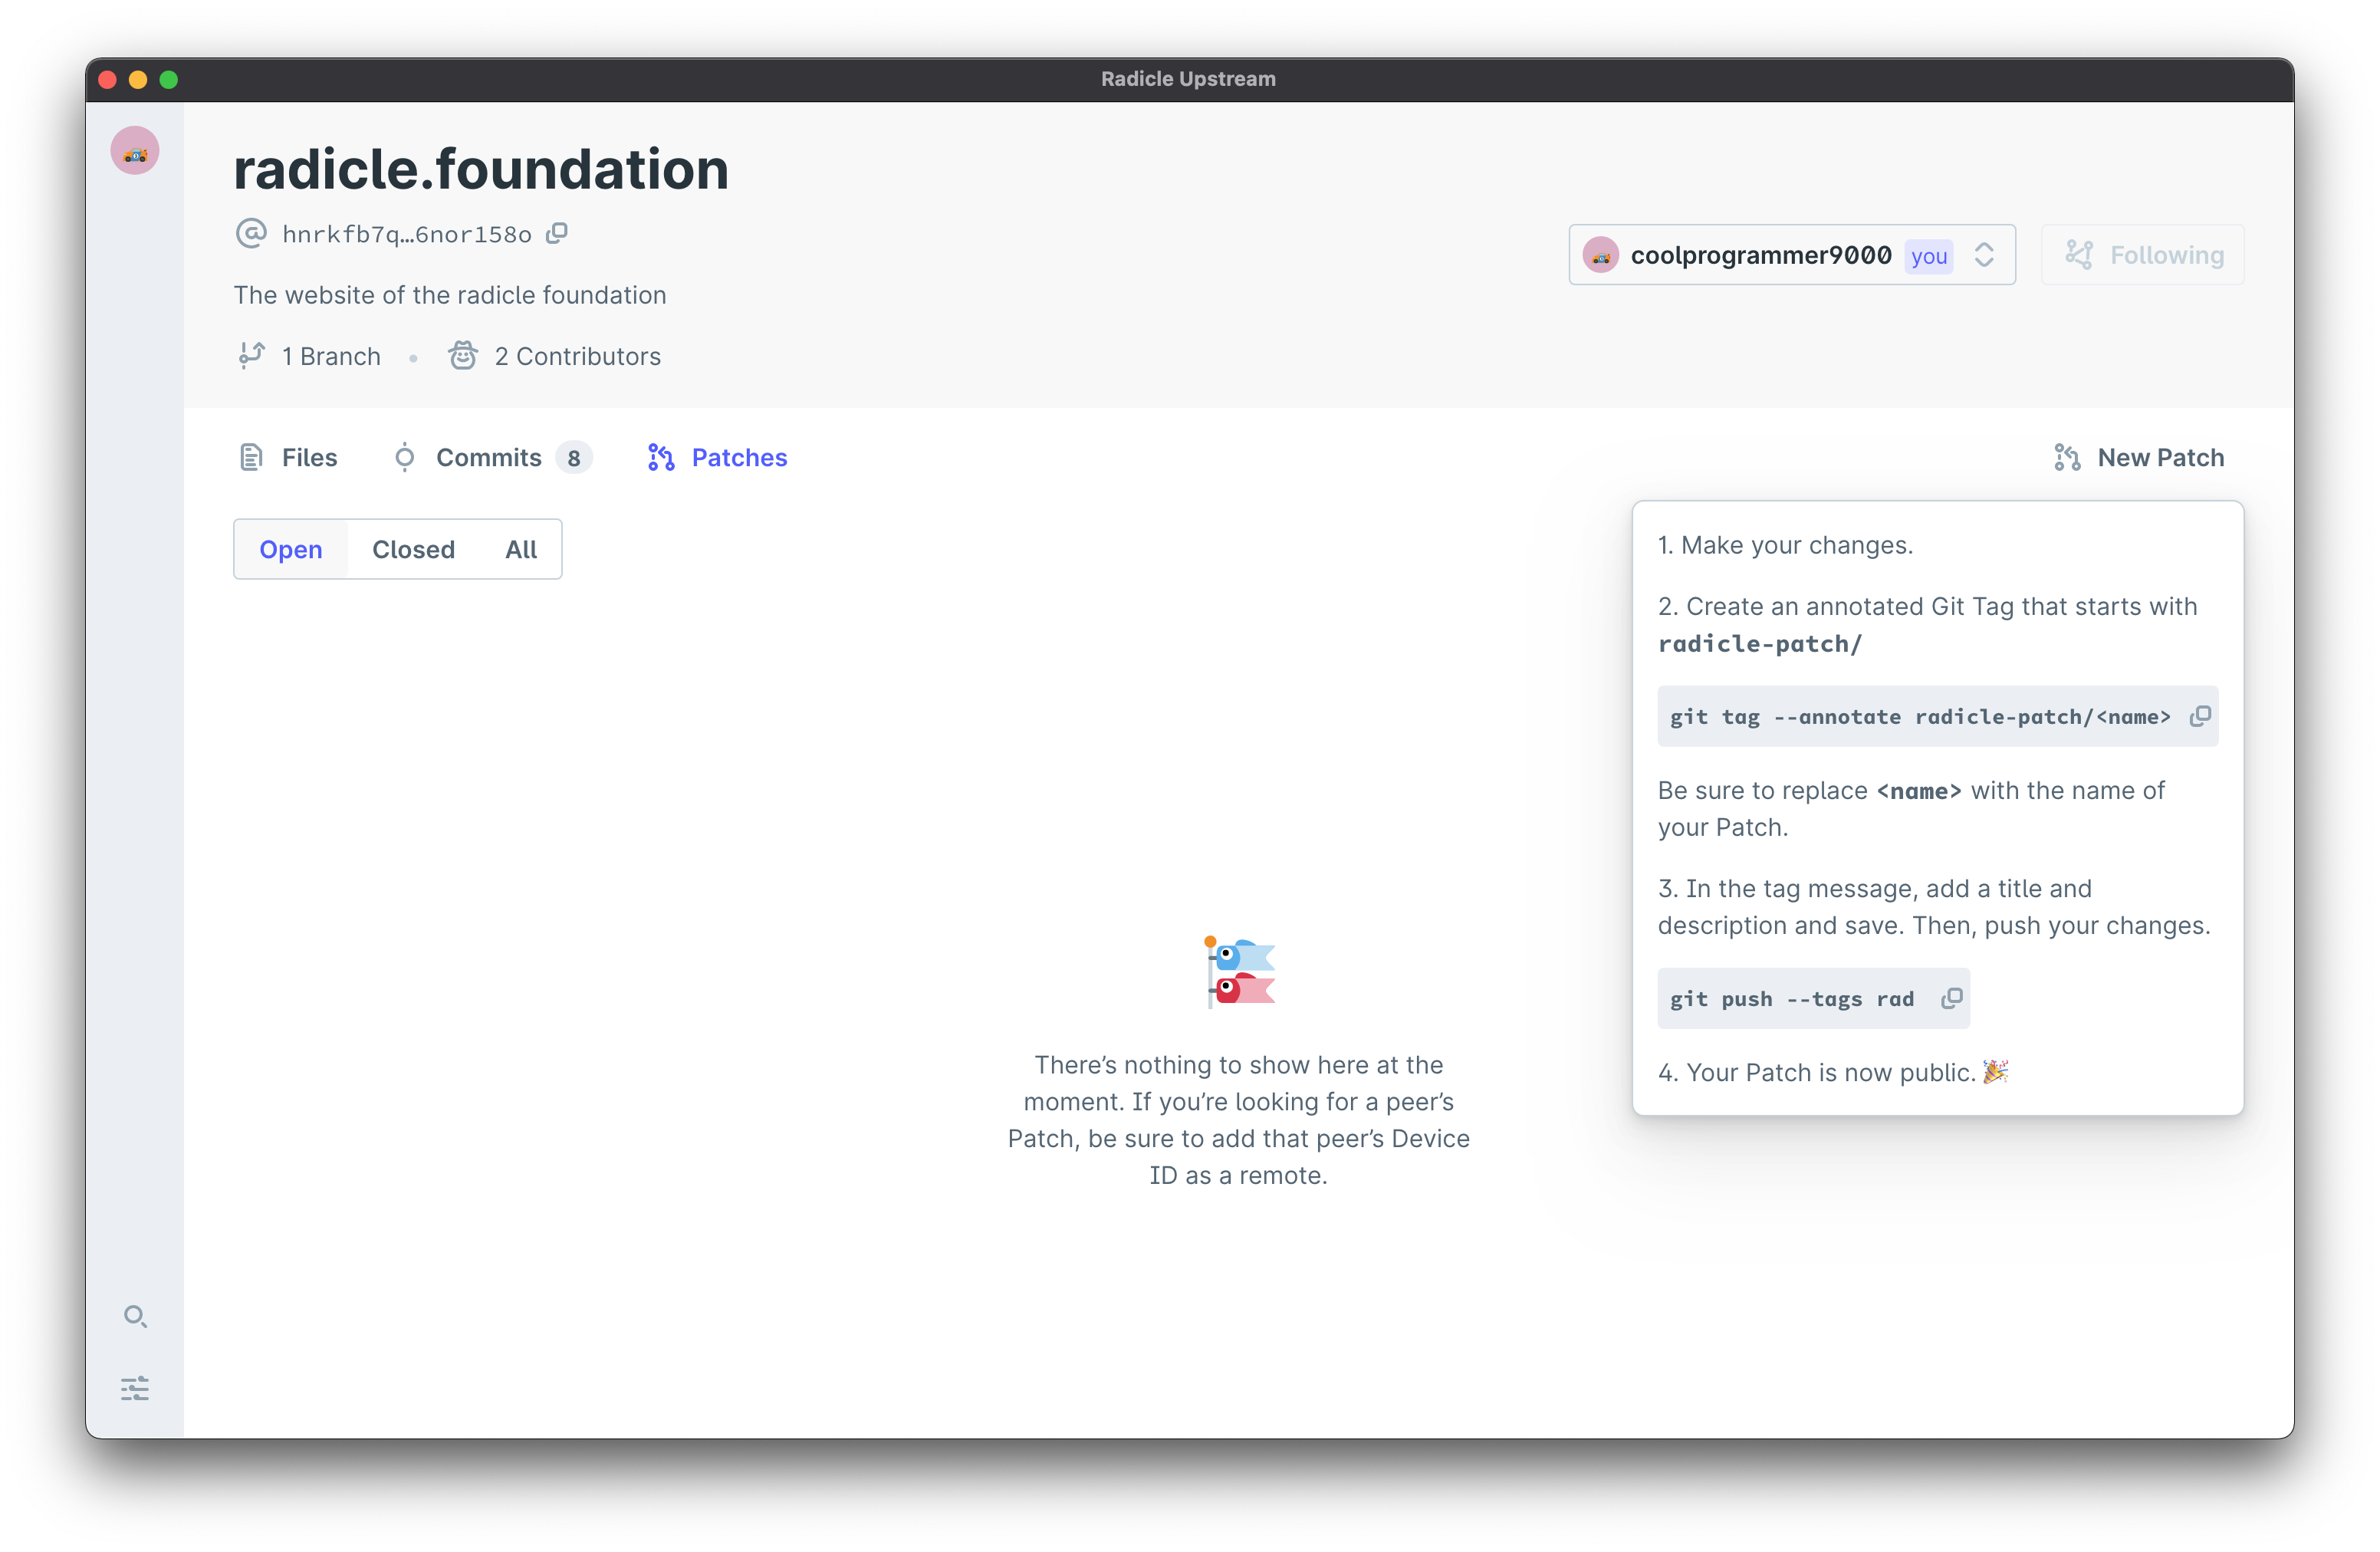 Radicle Upstream
radicle.foundation
hnrkfb7q…6nor158o
The website of the radicle foundation
1 Branch • 2 Contributors
coolprogrammer9000 you
Following
Files Commits 8 Patches
New Patch
Open Closed All
1. Make your changes.
2. Create an annotated Git Tag that starts with
radicle-patch/
git tag --annotate radicle-patch/<name>
Be sure to replace <name> with the name of
your Patch.
3. In the tag message, add a title and
description and save. Then, push your changes.
git push --tags rad
4. Your Patch is now public. 🎉
There’s nothing to show here at the
moment. If you’re looking for a peer’s
Patch, be sure to add that peer’s Device
ID as a remote.